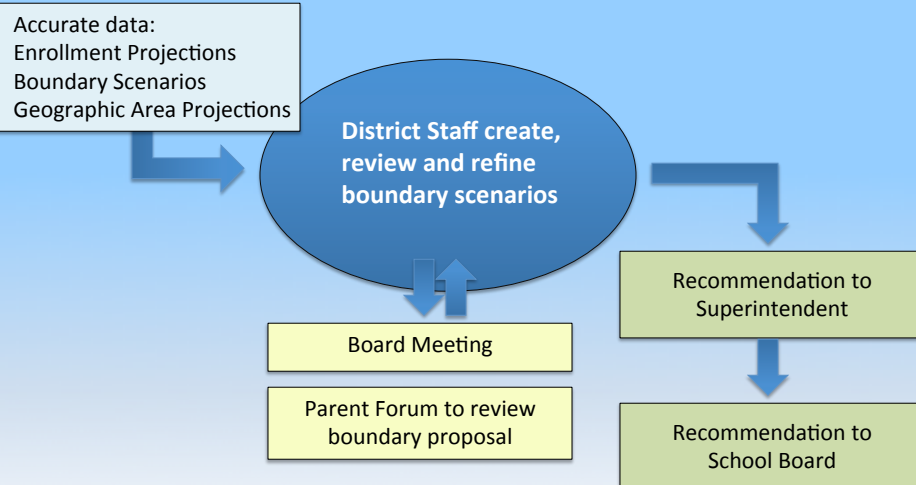 Accurate data:
Enrollment Projections
Boundary Scenarios
Geographic Area Projections
District Staff create,
review and refine
boundary scenarios
Board Meeting
Parent Forum to review
boundary proposal
Recommendation to
Superintendent
Recommendation to
School Board